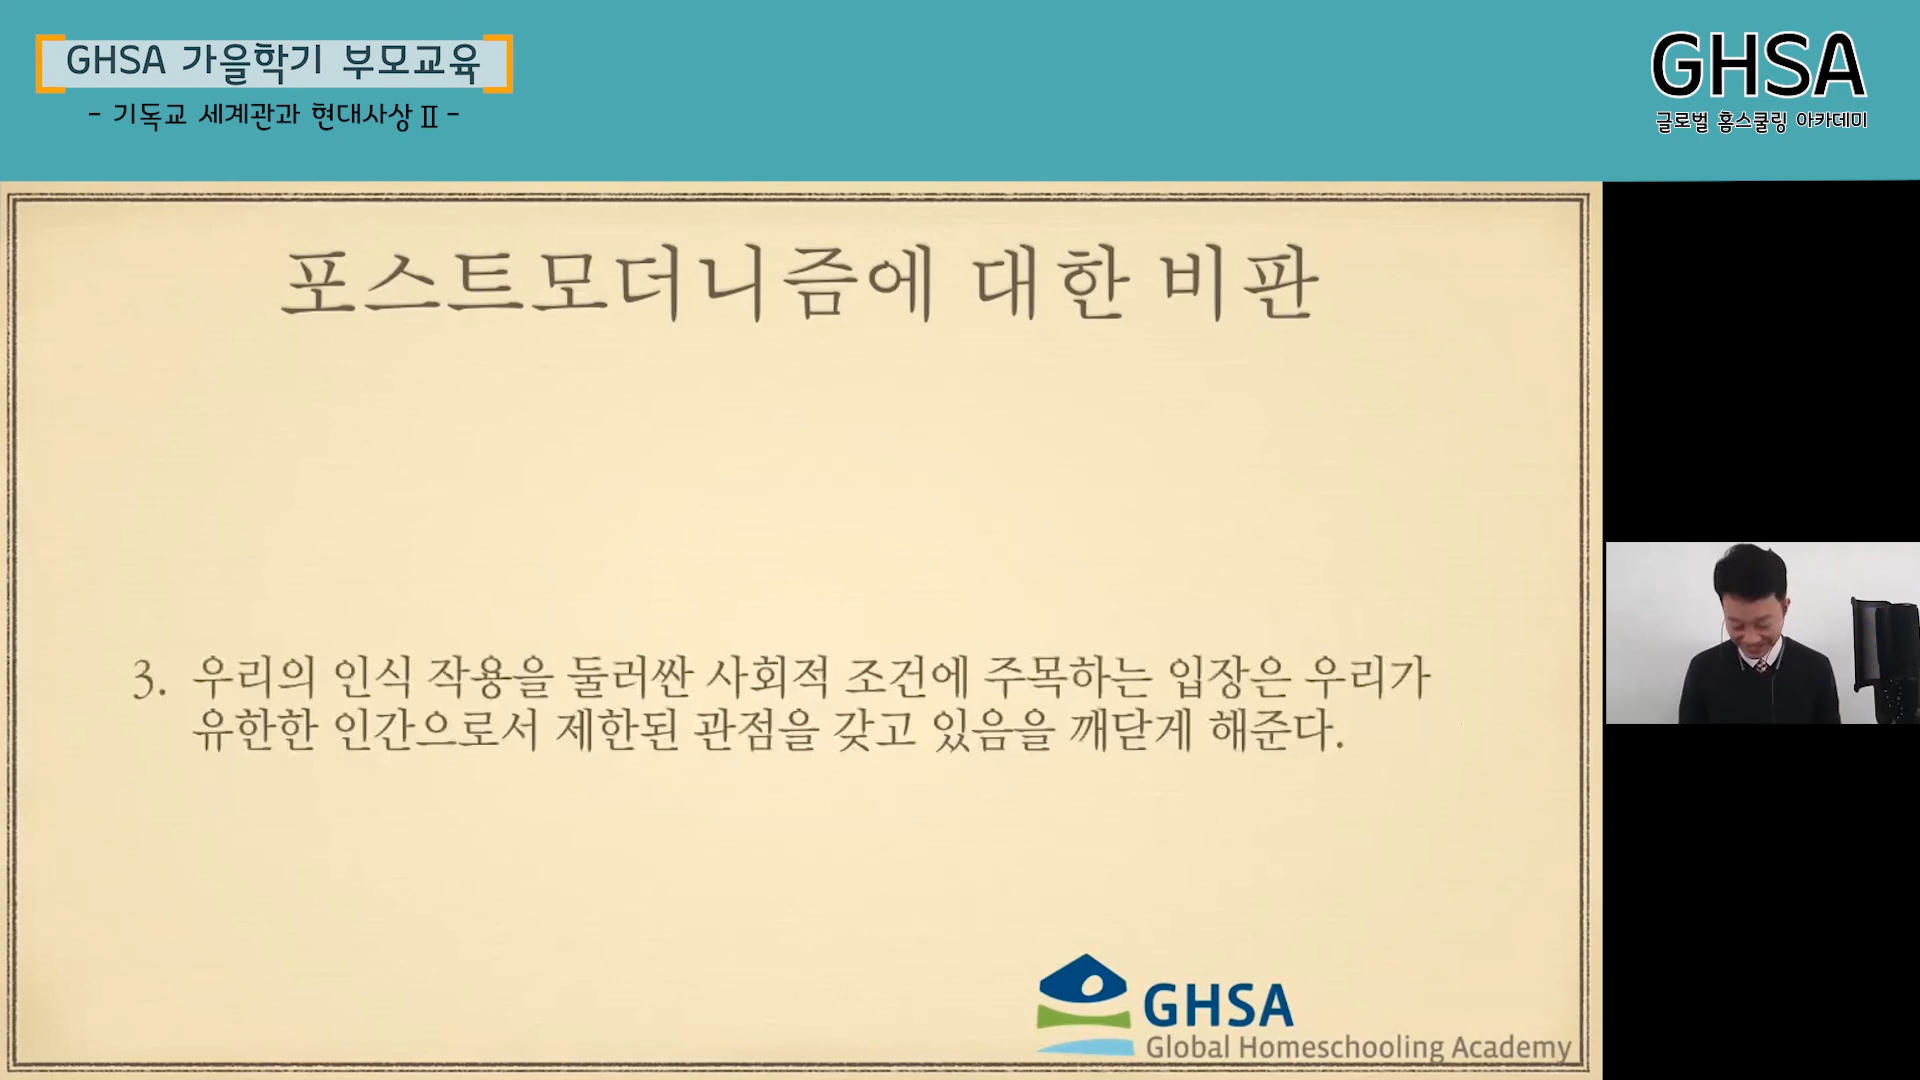 GHSA 가을학기 부모교육
- 기독교 세계관과 현대사상 Ⅱ -
GHSA
글로벌 홈스쿨링 아카데미
포스트모더니즘에 대한 비판
3. 우리의 인식 작용을 둘러싼 사회적 조건에 주목하는 입장은 우리가
유한한 인간으로서 제한된 관점을 갖고 있음을 깨닫게 해준다.
GHSA
Global Homeschooling Academy